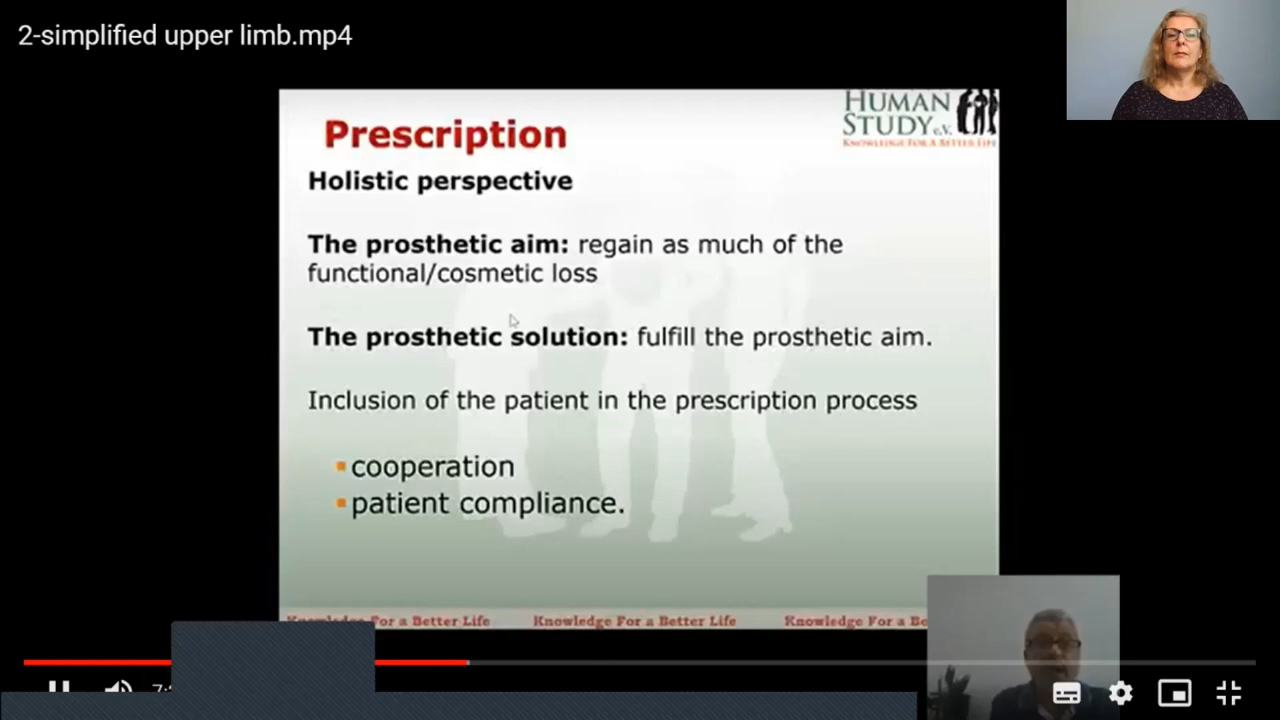 2-simplified upper limb.mp4
HUMAN
STUDY e.V.
KNOWLEDGE FOR A BETTER LIFE
Prescription
Holistic perspective
The prosthetic aim: regain as much of the
functional/cosmetic loss
The prosthetic solution: fulfill the prosthetic aim.
Inclusion of the patient in the prescription process
▪cooperation
▪patient compliance.
Knowledge For a Better Life Knowledge For a Better Life Knowledge For a